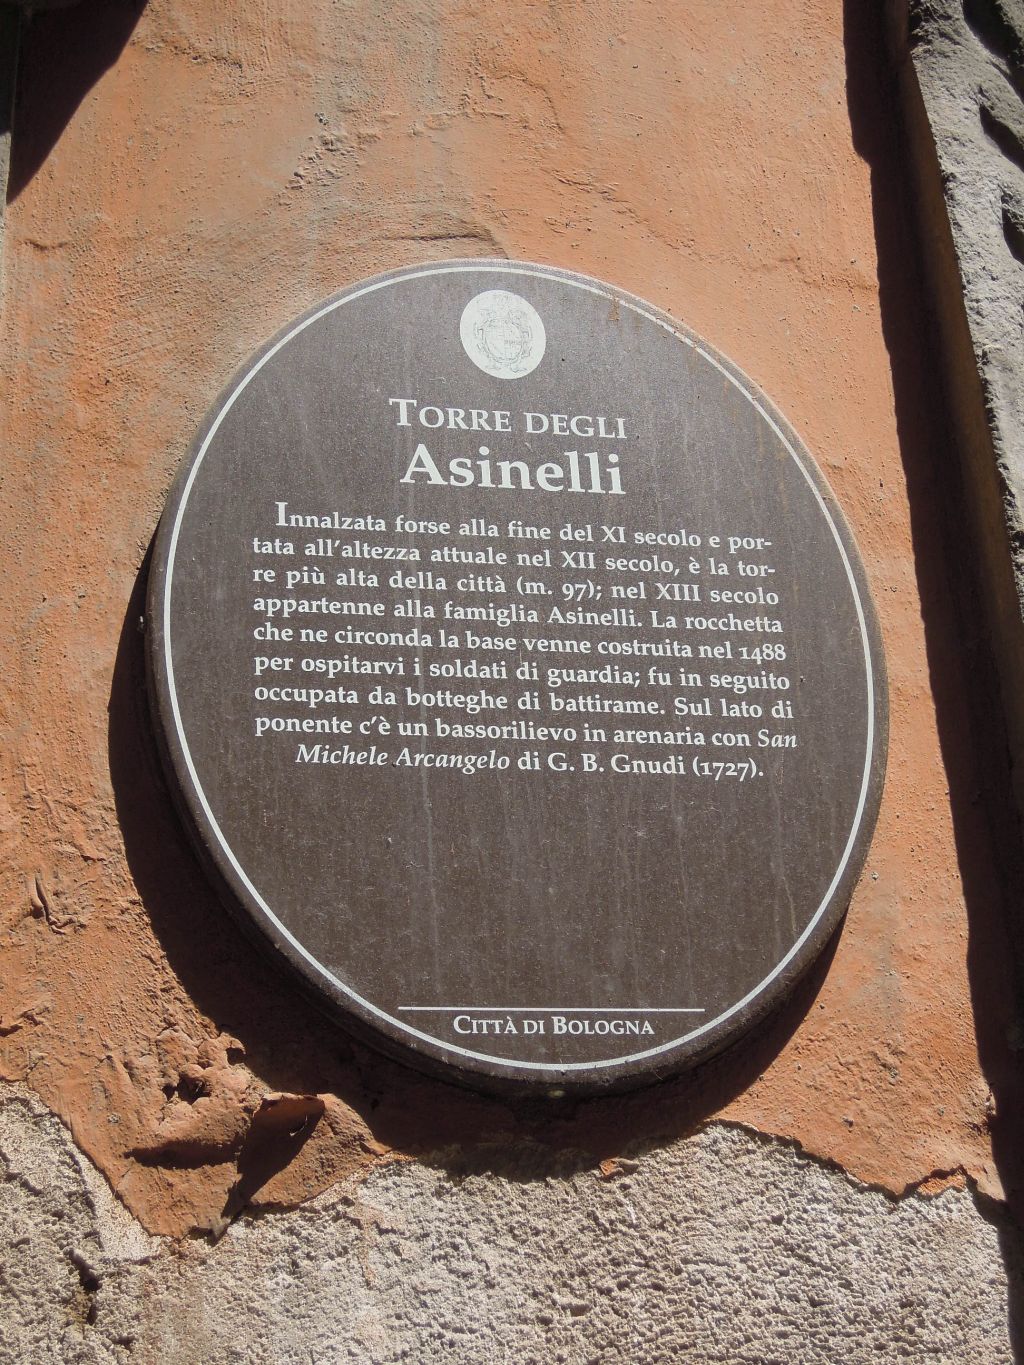 TORRE DEGLI
Asinelli
Innalzata forse alla fine del XI secolo e por-
tata all'altezza attuale nel XII secolo, è la tor-
re più alta della città (m. 97); nel XIII secolo
appartenne alla famiglia Asinelli. La rocchetta
che ne circonda la base venne costruita nel 1488
per ospitarvi i soldati di guardia; fu in seguito
occupata da botteghe di battirame. Sul lato di
ponente c'è un bassorilievo in arenaria con San
Michele Arcangelo di G. B. Gnudi (1727).
CITTÀ DI BOLOGNA